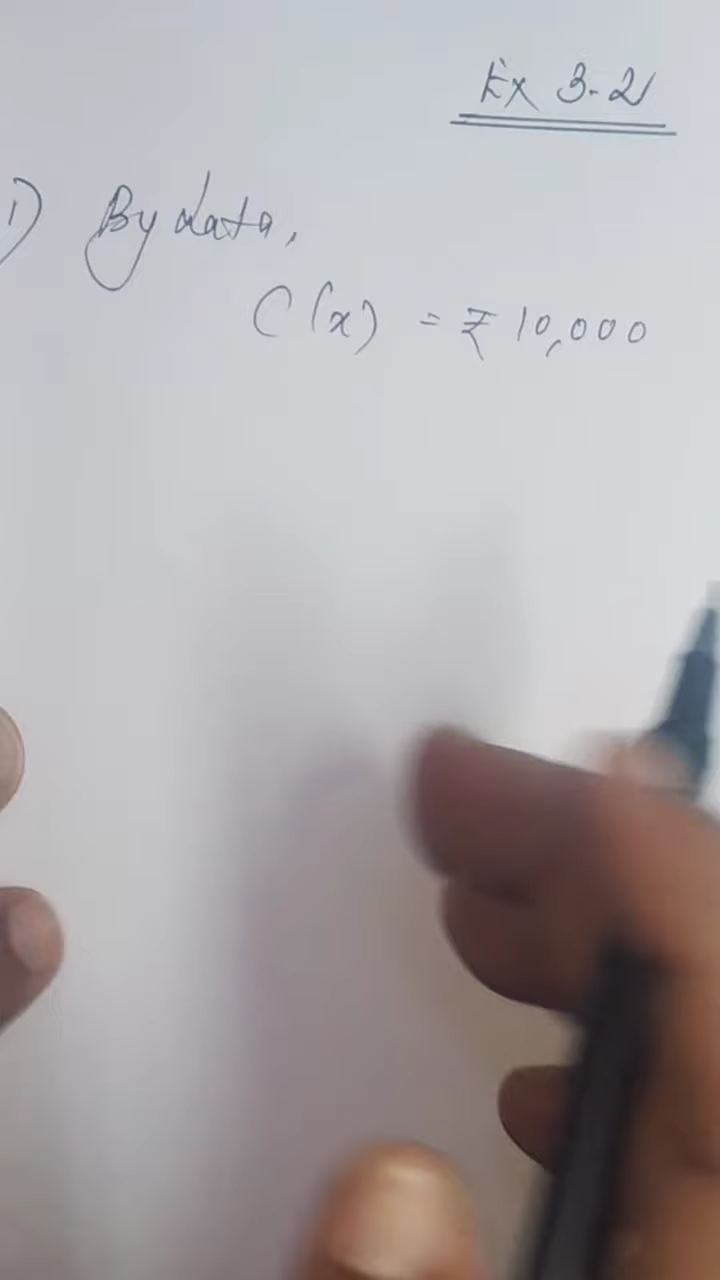 Ex 3.2
1) By data,
C(x) = ₹ 10,000